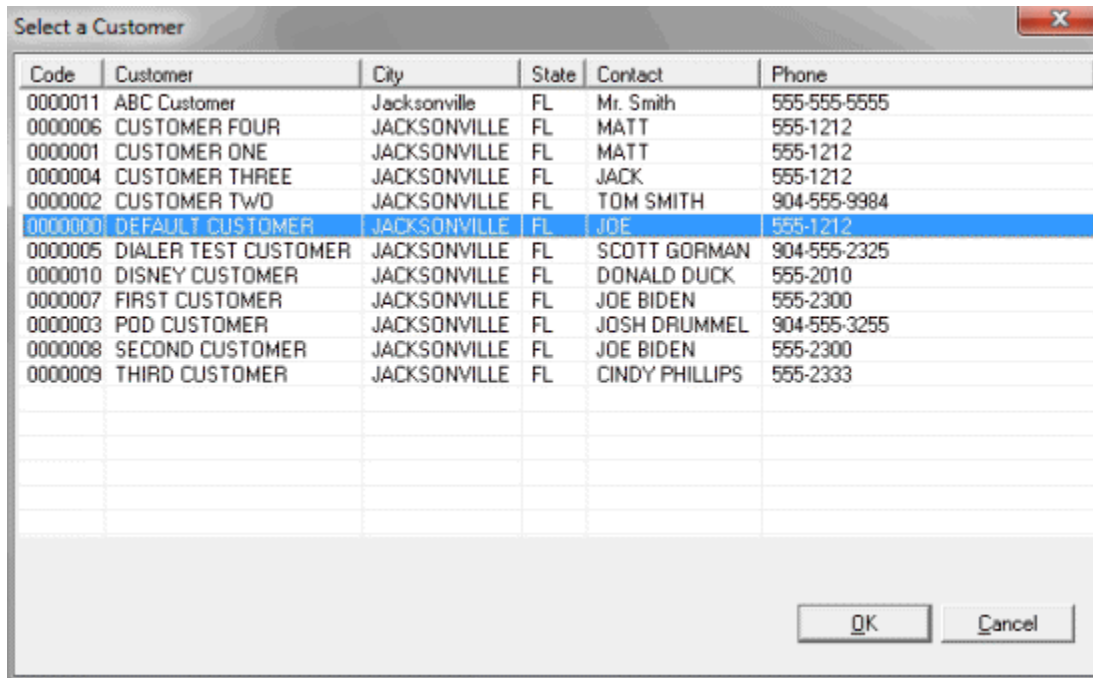 Select a Customer
Code Customer City State Contact Phone
0000011 ABC Customer Jacksonville FL Mr. Smith 555-555-5555
0000006 CUSTOMER FOUR JACKSONVILLE FL MATT 555-1212
0000001 CUSTOMER ONE JACKSONVILLE FL MATT 555-1212
0000004 CUSTOMER THREE JACKSONVILLE FL JACK 555-1212
0000002 CUSTOMER TWO JACKSONVILLE FL TOM SMITH 904-555-9984
0000000 DEFAULT CUSTOMER JACKSONVILLE FL JOE 555-1212
0000005 DIALER TEST CUSTOMER JACKSONVILLE FL SCOTT GORMAN 904-555-2325
0000010 DISNEY CUSTOMER JACKSONVILLE FL DONALD DUCK 555-2010
0000007 FIRST CUSTOMER JACKSONVILLE FL JOE BIDEN 555-2300
0000003 POD CUSTOMER JACKSONVILLE FL JOSH DRUMMEL 904-555-3255
0000008 SECOND CUSTOMER JACKSONVILLE FL JOE BIDEN 555-2300
0000009 THIRD CUSTOMER JACKSONVILLE FL CINDY PHILLIPS 555-2333
OK Cancel